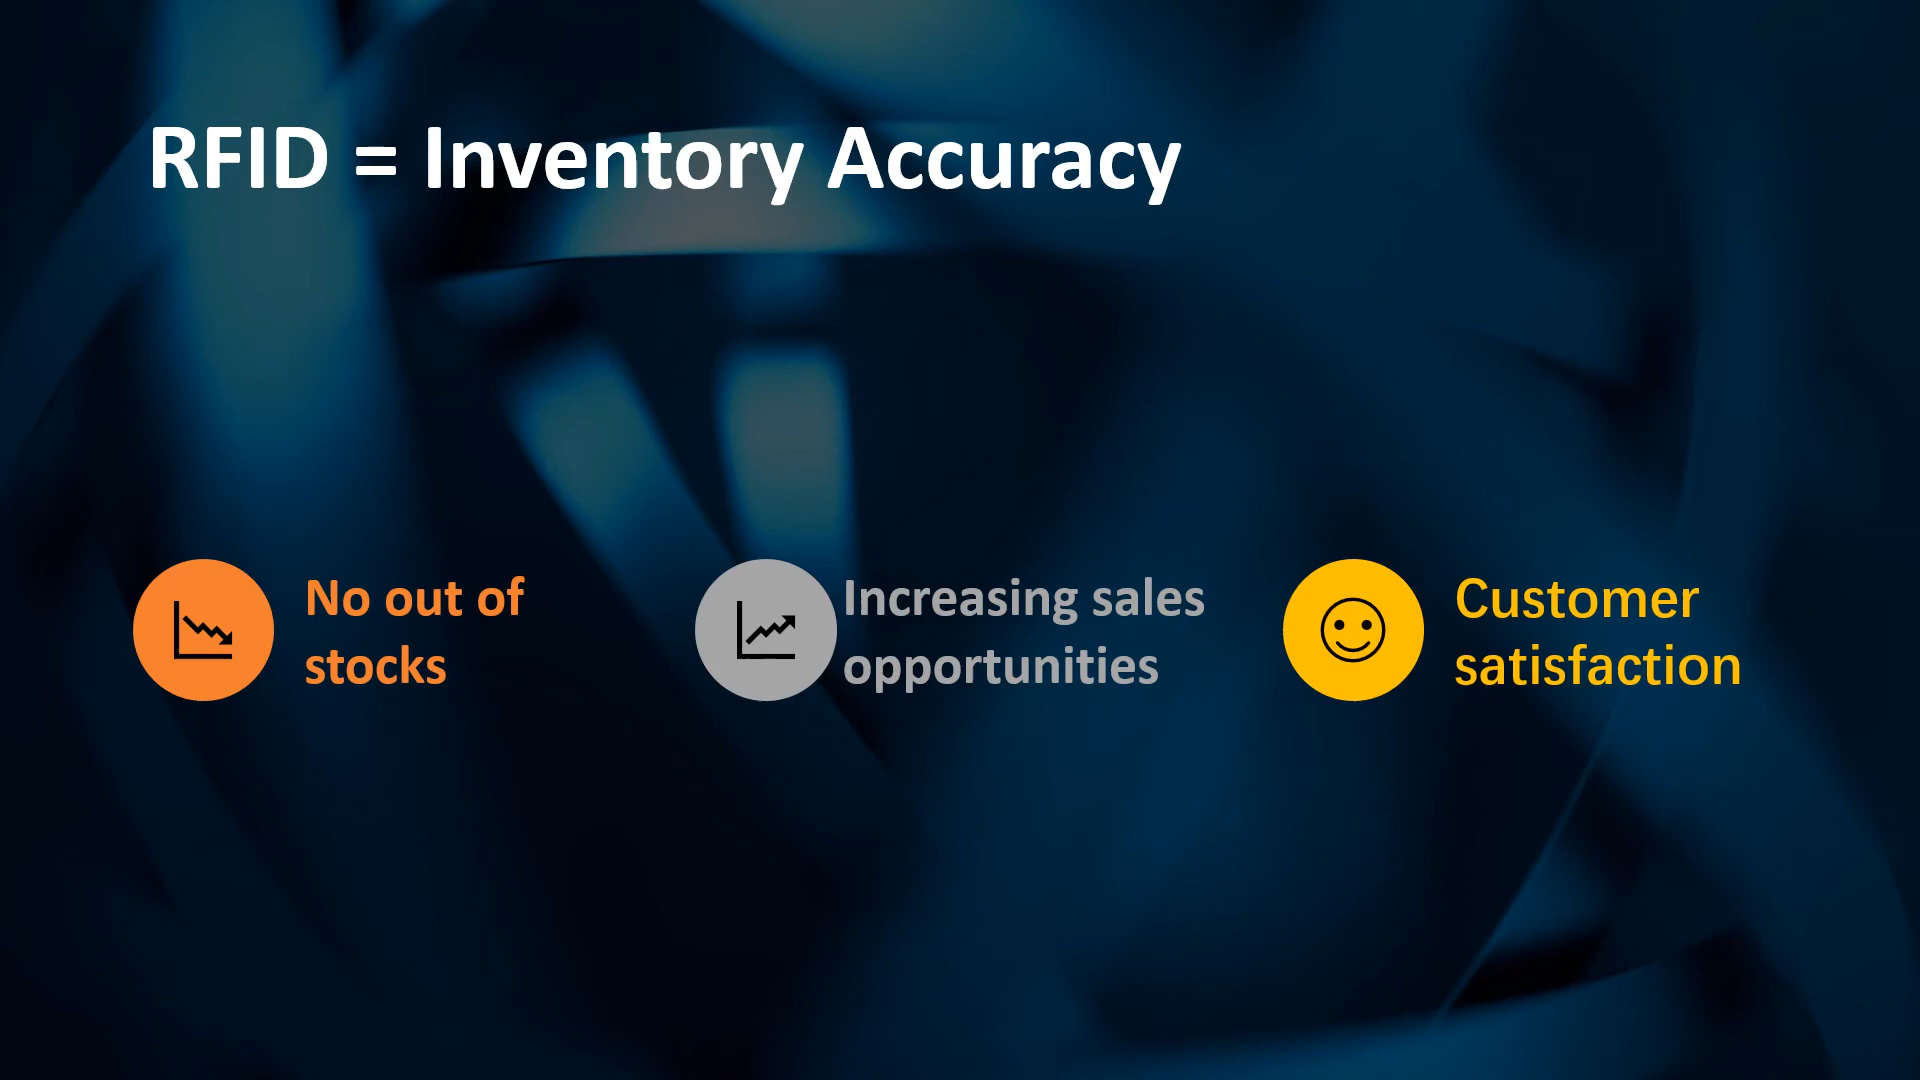 RFID = Inventory Accuracy
No out of
stocks
Increasing sales
opportunities
Customer
satisfaction